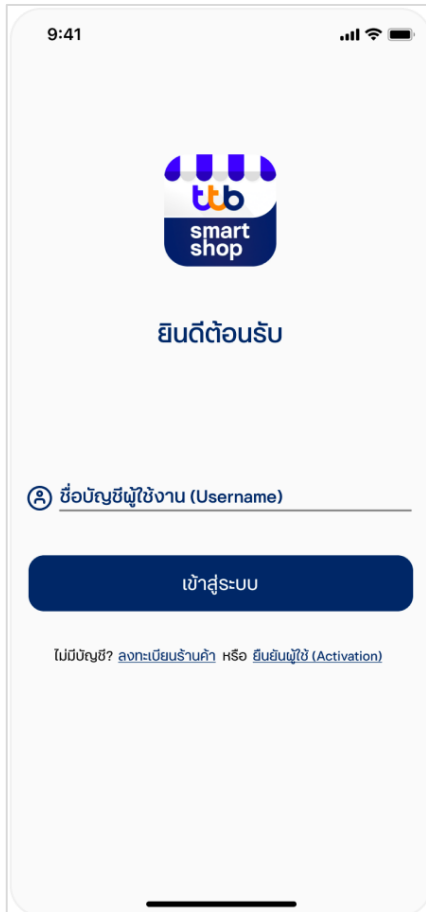 9:41
ttb
smart
shop
ยินดีต้อนรับ
ชื่อบัญชีผู้ใช้งาน (Username)
เข้าสู่ระบบ
ไม่มีบัญชี? ลงทะเบียนร้านค้า หรือ ยืนยันผู้ใช้ (Activation)